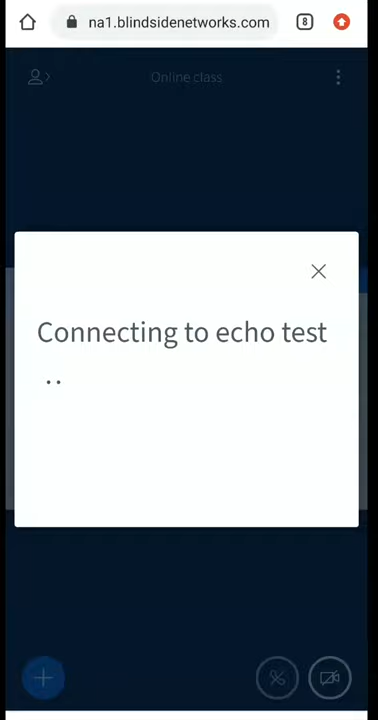 na1.blindsidenetworks.com
8
Online class
Connecting to echo test
..